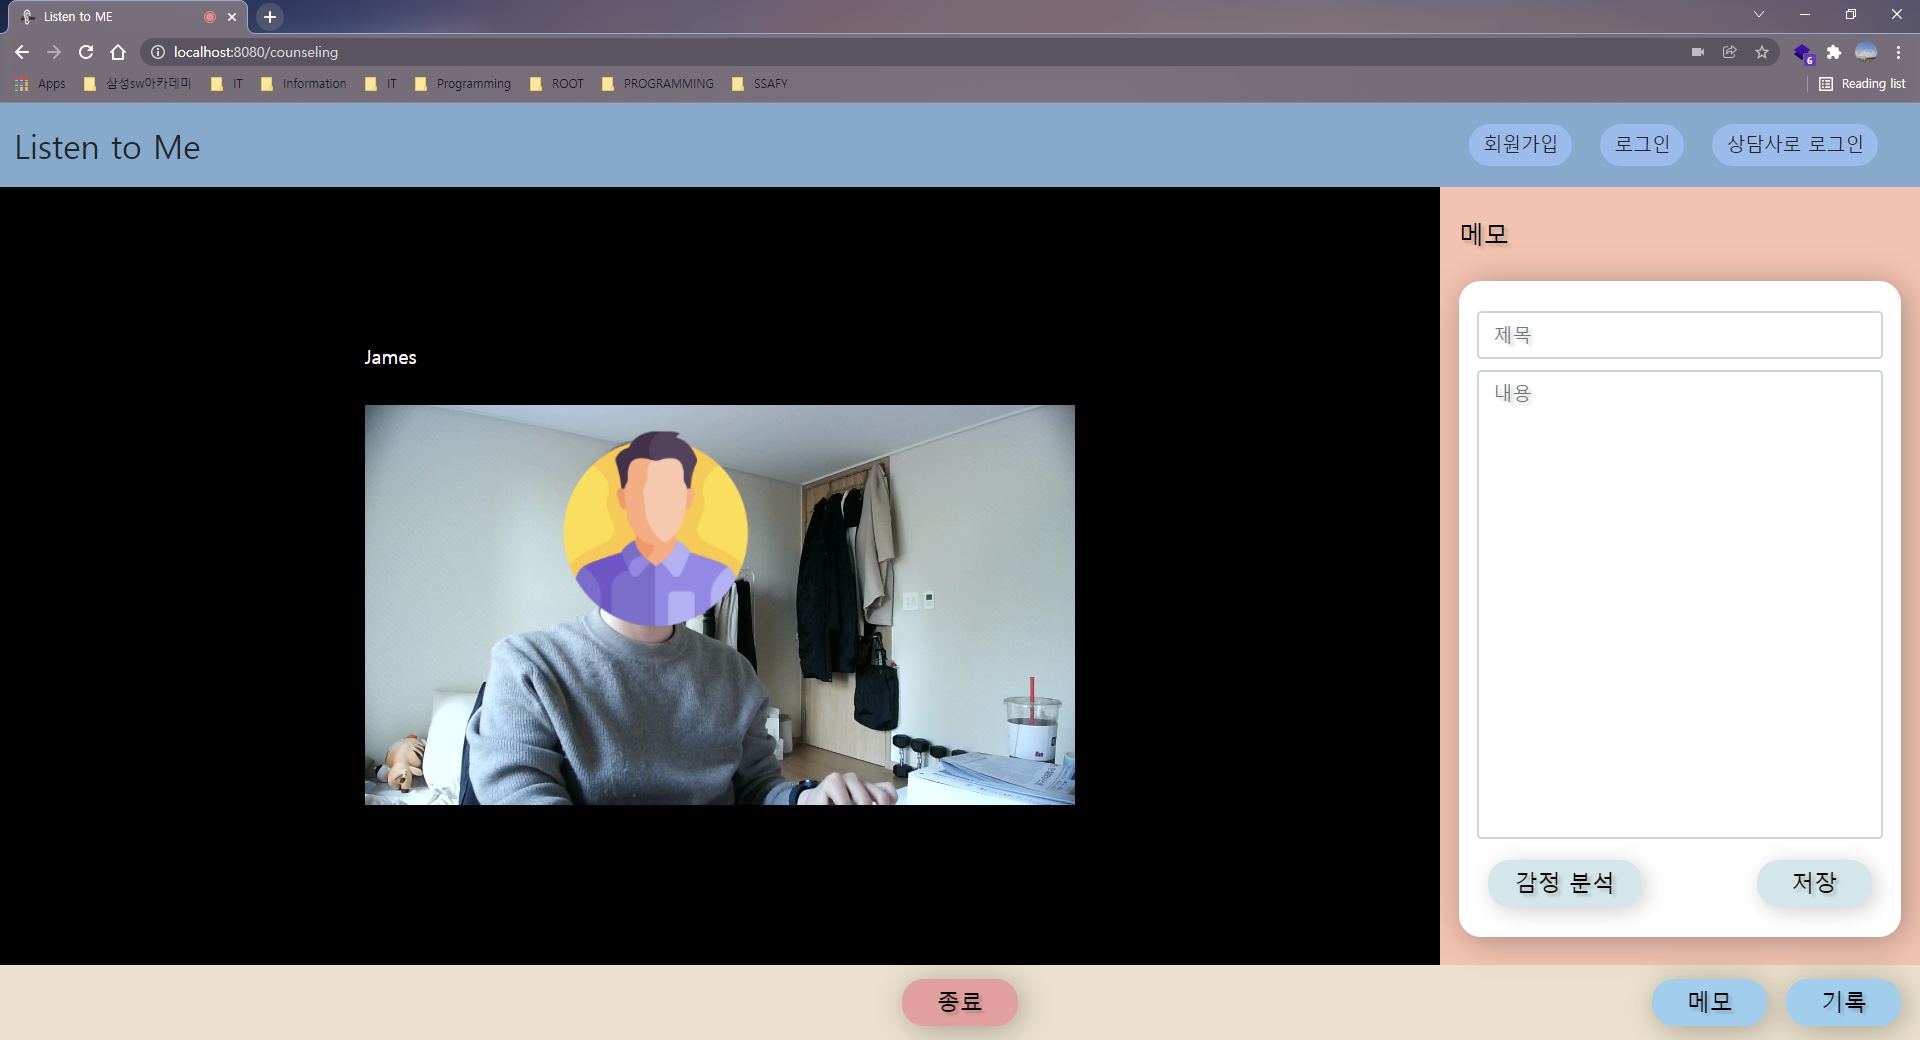 Listen to ME
localhost:8080/counseling
6
Apps 삼성sw아카데미 IT Information IT Programming ROOT PROGRAMMING SSAFY Reading list
Listen to Me 회원가입 로그인 상담사로 로그인
메모
James
제목
내용
감정 분석 저장
종료 메모 기록